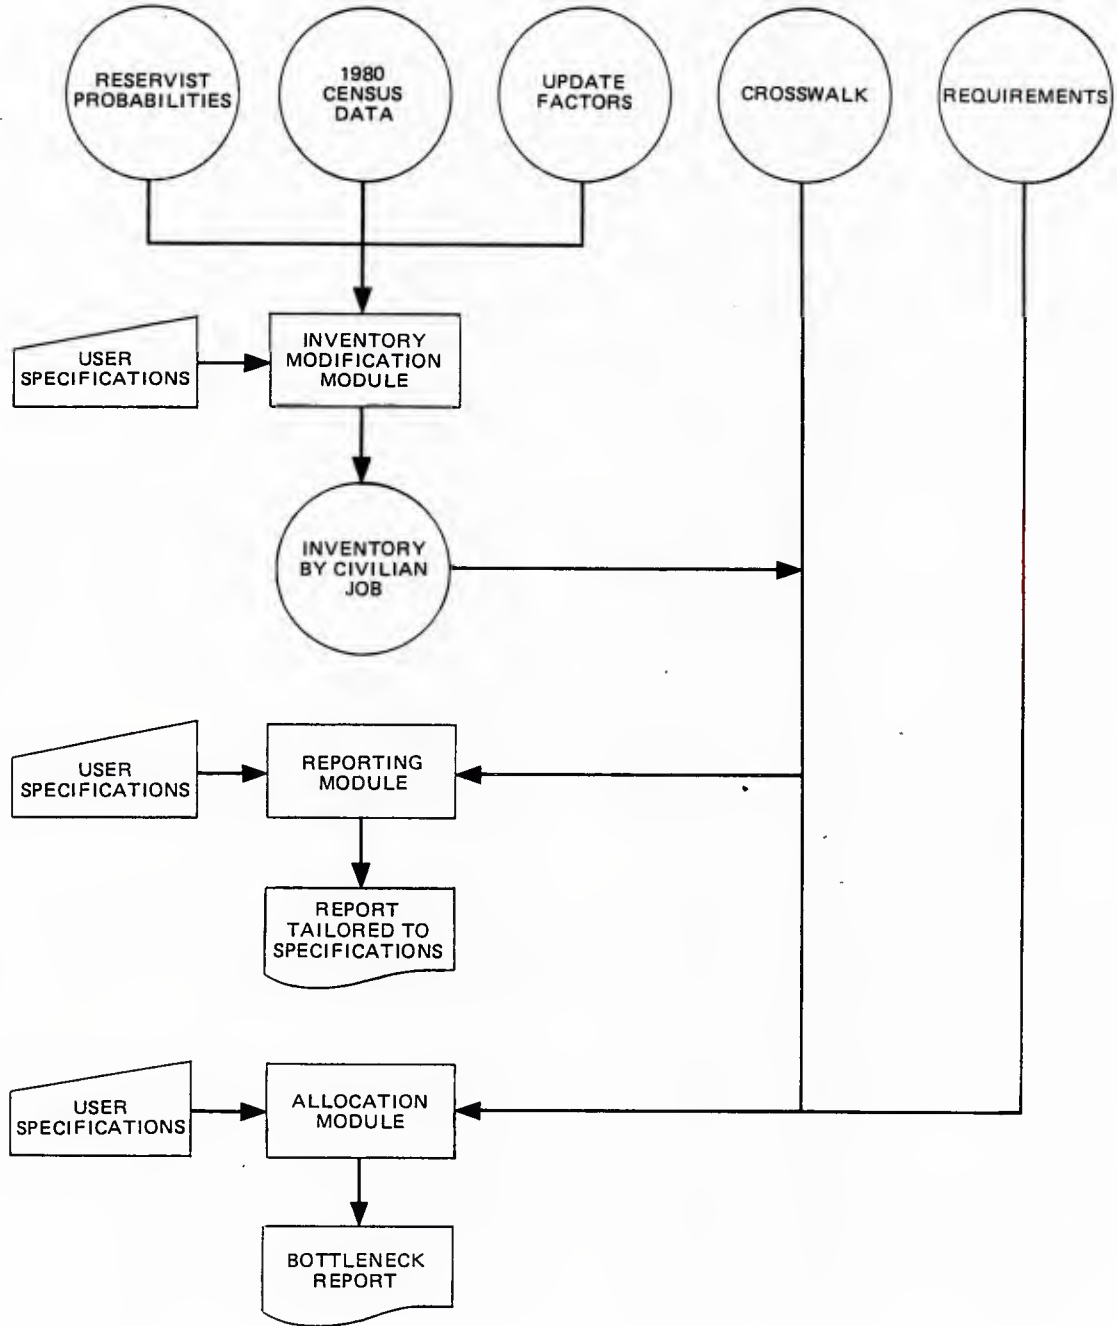 RESERVIST
PROBABILITIES
1980
CENSUS
DATA
UPDATE
FACTORS
CROSSWALK
REQUIREMENTS
USER
SPECIFICATIONS
INVENTORY
MODIFICATION
MODULE
INVENTORY
BY CIVILIAN
JOB
USER
SPECIFICATIONS
REPORTING
MODULE
REPORT
TAILORED TO
SPECIFICATIONS
USER
SPECIFICATIONS
ALLOCATION
MODULE
BOTTLENECK
REPORT